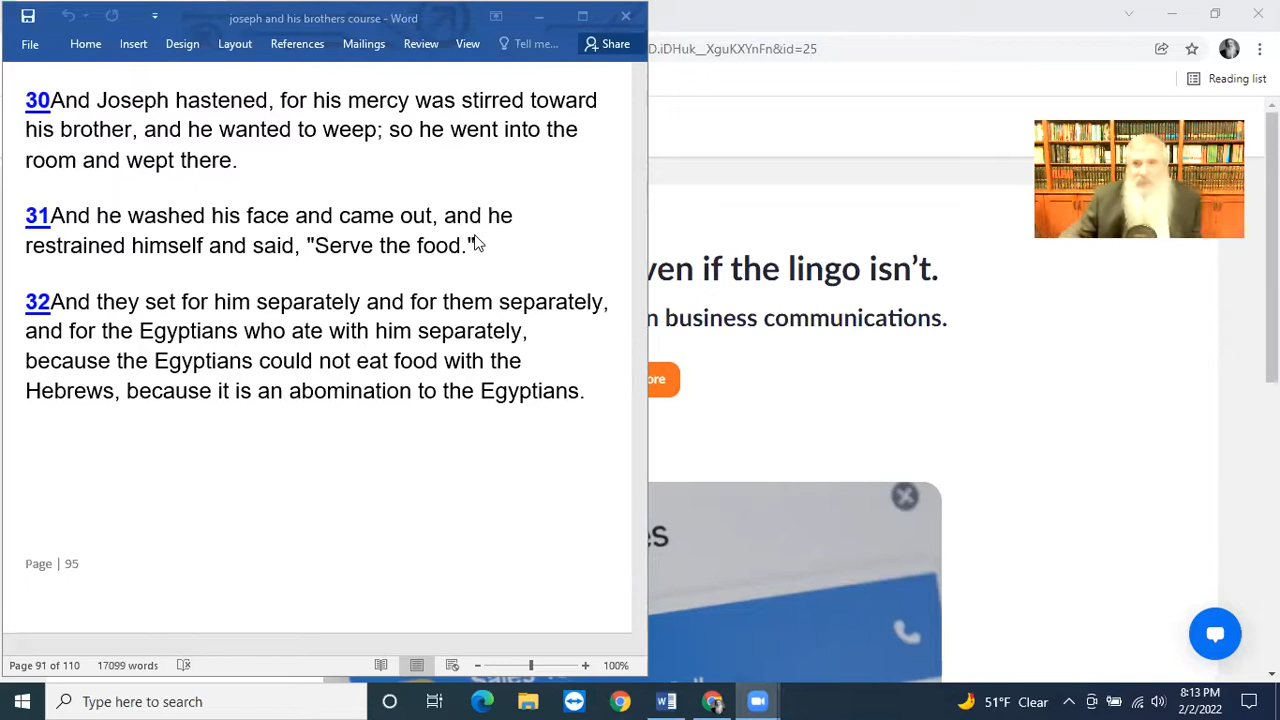 joseph and his brothers course - Word
File Home Insert Design Layout References Mailings Review View Tell me... Share
30And Joseph hastened, for his mercy was stirred toward
his brother, and he wanted to weep; so he went into the
room and wept there.
31And he washed his face and came out, and he
restrained himself and said, "Serve the food."
32And they set for him separately and for them separately,
and for the Egyptians who ate with him separately,
because the Egyptians could not eat food with the
Hebrews, because it is an abomination to the Egyptians.
Page | 95
Page 91 of 110 17099 words 100%
D.iDHuk__XguKXYnFn&id=25
Reading list
ven if the lingo isn't.
n business communications.
ore
es
Type here to search
51°F Clear
8:13 PM
2/2/2022